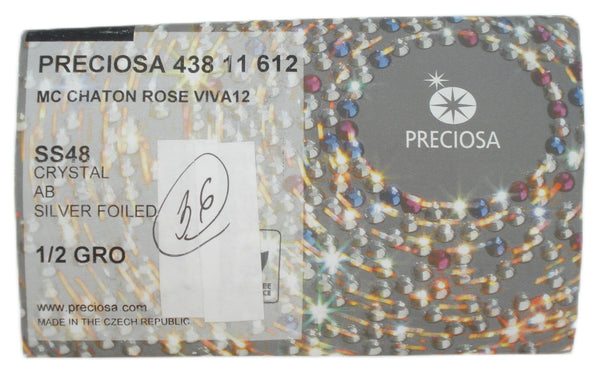 PRECIOSA 438 11 612
MC CHATON ROSE VIVA12
SS48
CRYSTAL
AB
SILVER FOILED
36
1/2 GRO
www.preciosa.com
MADE IN THE CZECH REPUBLIC
PRECIOSA